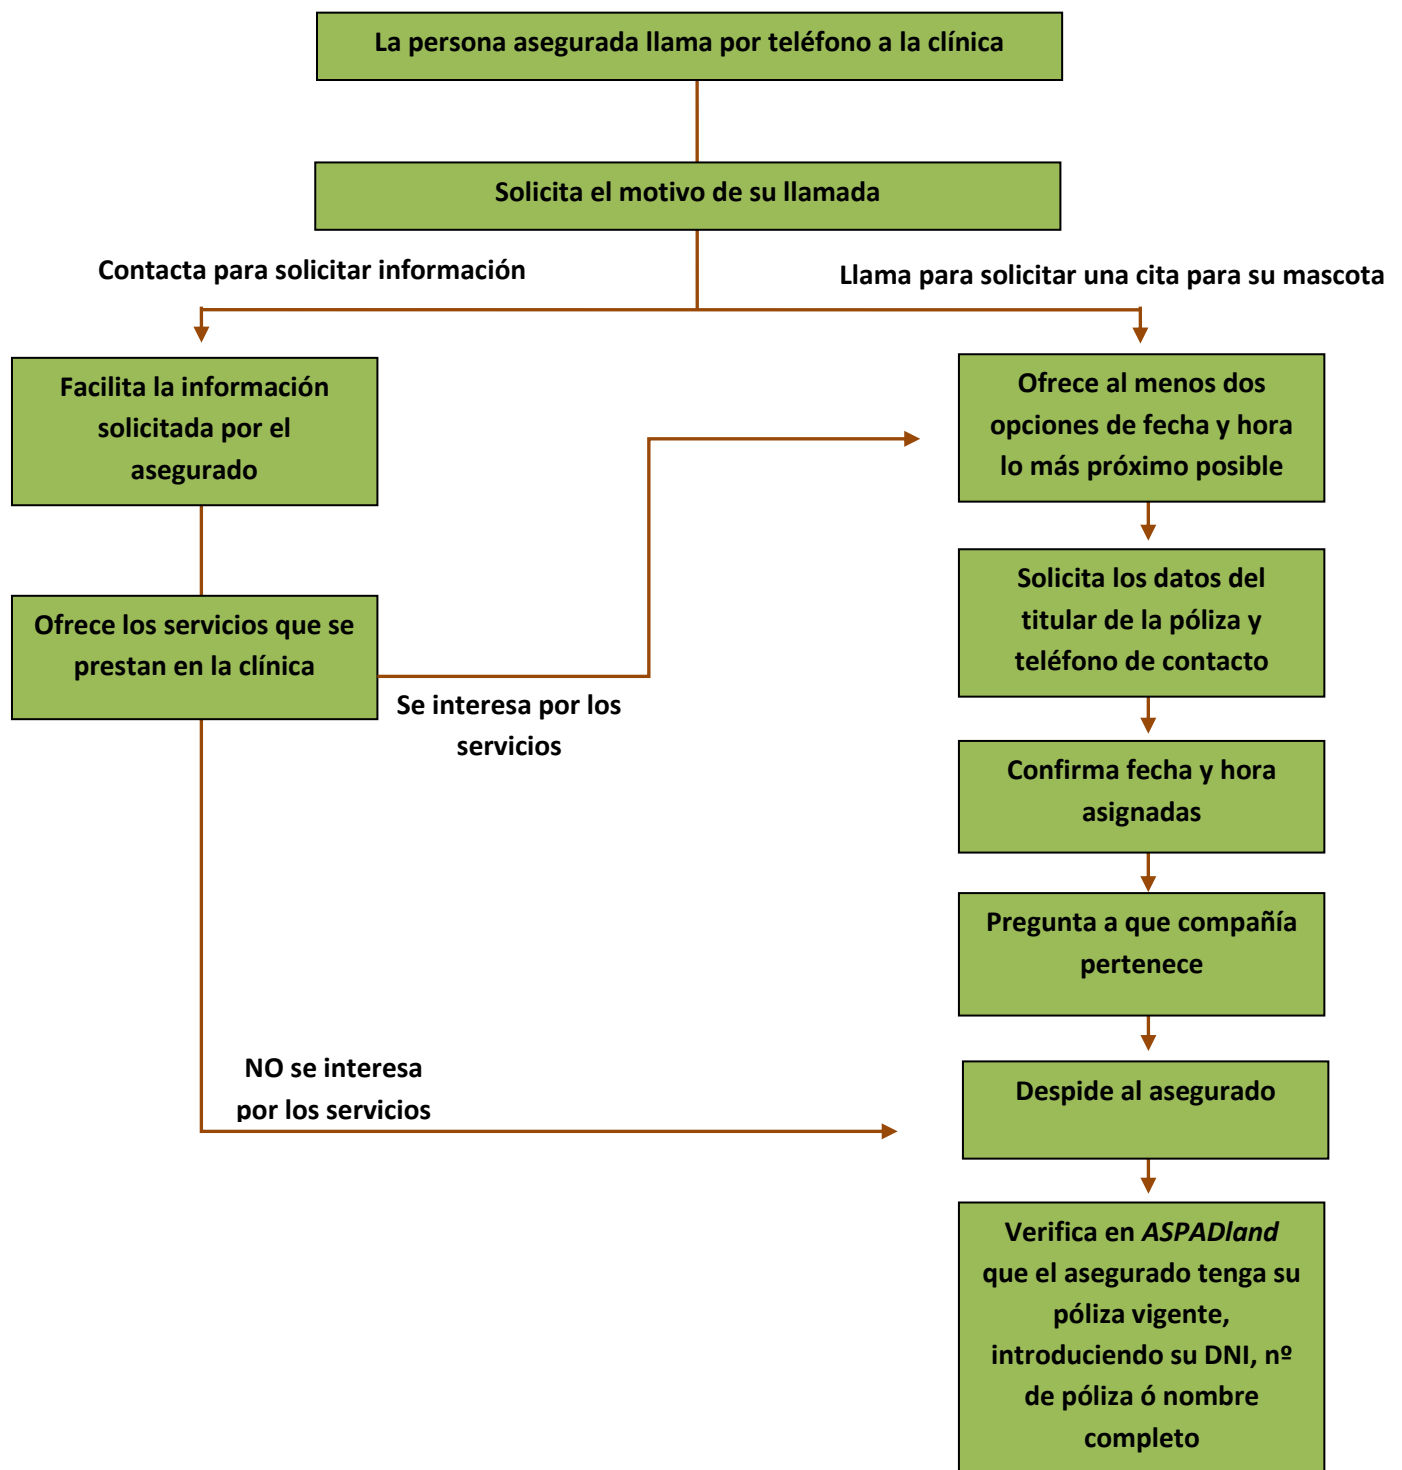 La persona asegurada llama por teléfono a la clínica
Solicita el motivo de su llamada
Contacta para solicitar información
Llama para solicitar una cita para su mascota
Facilita la información
solicitada por el
asegurado
Ofrece al menos dos
opciones de fecha y hora
lo más próximo posible
Ofrece los servicios que se
prestan en la clínica
Se interesa por los
servicios
Solicita los datos del
titular de la póliza y
teléfono de contacto
Confirma fecha y hora
asignadas
Pregunta a que compañía
pertenece
NO se interesa
por los servicios
Despide al asegurado
Verifica en ASPADland
que el asegurado tenga su
póliza vigente,
introduciendo su DNI, nº
de póliza ó nombre
completo